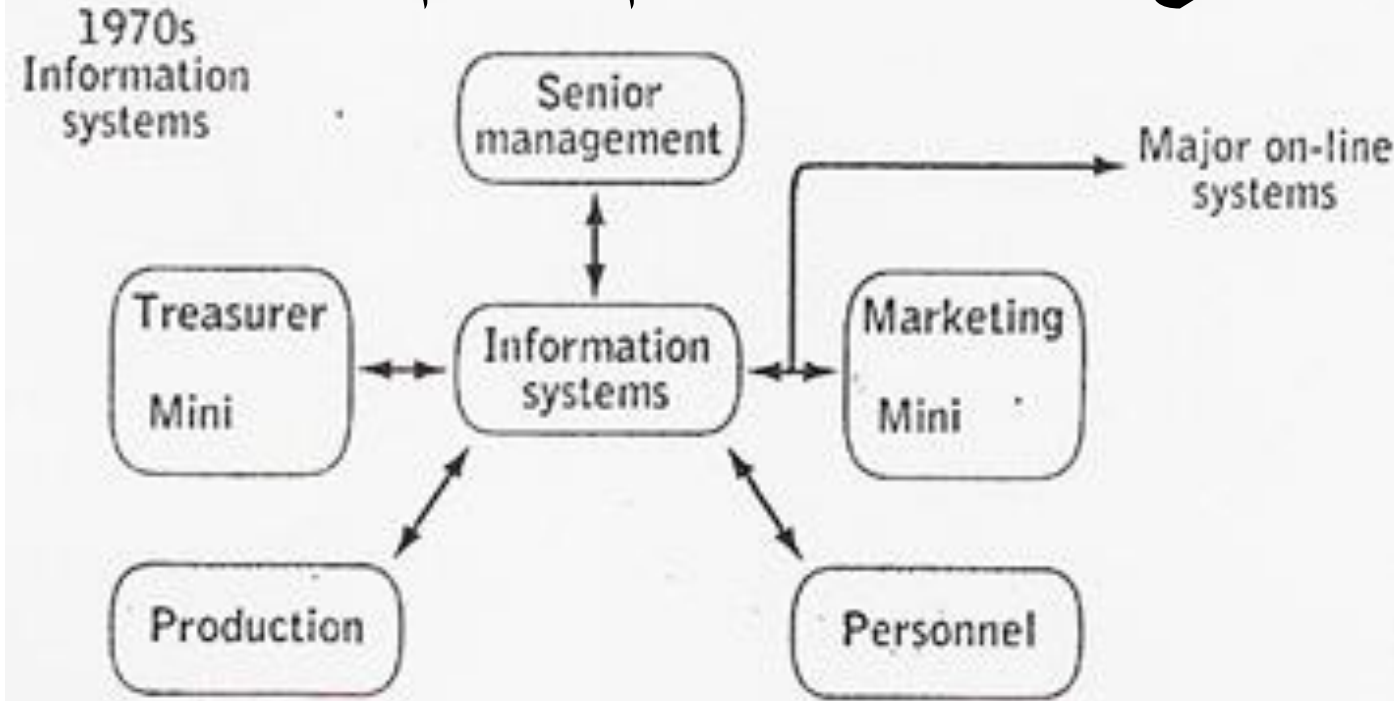 1970s
Information
systems
Senior
management
Major on-line
systems
Treasurer
Mini
Information
systems
Marketing
Mini
Production
Personnel